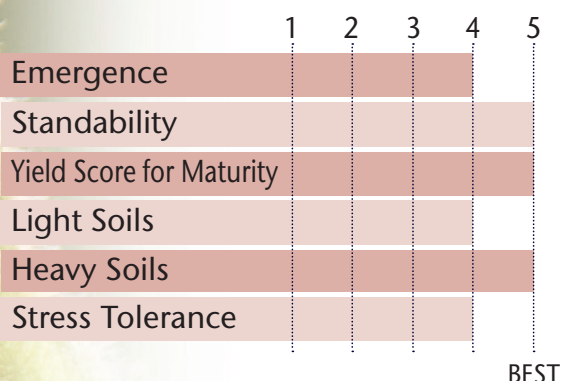 1 2 3 4 5
Emergence
Standability
Yield Score for Maturity
Light Soils
Heavy Soils
Stress Tolerance
BEST